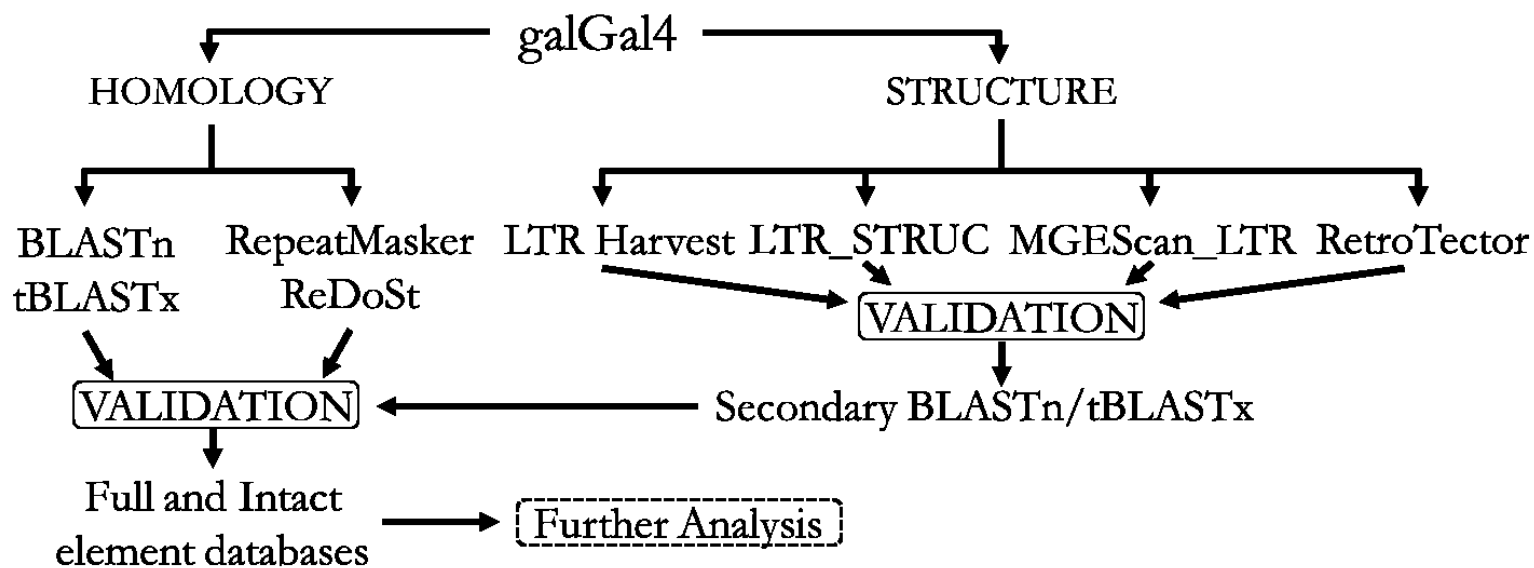 galGal4
HOMOLOGY
STRUCTURE
BLASTn
tBLASTx
RepeatMasker
ReDoSt
LTR Harvest
LTR_STRUC
MGEScan_LTR
RetroTector
VALIDATION
VALIDATION
Secondary BLASTn/tBLASTx
Full and Intact
element databases
Further Analysis